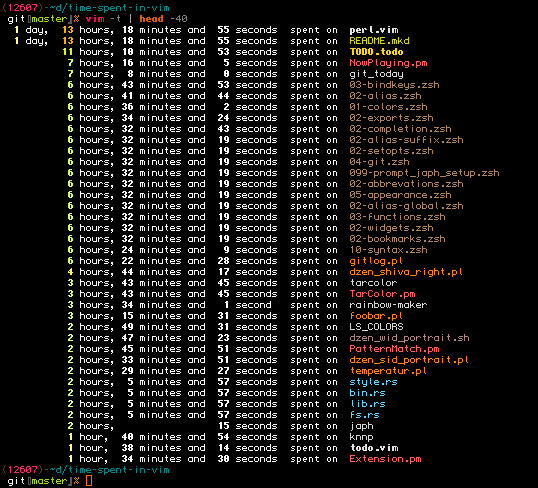 (12607)-~d/time-spent-in-vim
git[master]% vim -t | head -40
1 day, 13 hours, 18 minutes and 55 seconds spent on perl.vim
1 day, 13 hours, 18 minutes and 55 seconds spent on README.mkd
11 hours, 10 minutes and 53 seconds spent on TODO.todo
7 hours, 16 minutes and 5 seconds spent on NowPlaying.pm
7 hours, 8 minutes and 0 seconds spent on git_today
6 hours, 43 minutes and 53 seconds spent on 03-bindkeys.zsh
6 hours, 41 minutes and 44 seconds spent on 02-alias.zsh
6 hours, 36 minutes and 2 seconds spent on 01-colors.zsh
6 hours, 34 minutes and 24 seconds spent on 02-exports.zsh
6 hours, 32 minutes and 43 seconds spent on 02-completion.zsh
6 hours, 32 minutes and 19 seconds spent on 02-alias-suffix.zsh
6 hours, 32 minutes and 19 seconds spent on 02-setopts.zsh
6 hours, 32 minutes and 19 seconds spent on 04-git.zsh
6 hours, 32 minutes and 19 seconds spent on 099-prompt_japh_setup.zsh
6 hours, 32 minutes and 19 seconds spent on 02-abbrevations.zsh
6 hours, 32 minutes and 19 seconds spent on 05-appearance.zsh
6 hours, 32 minutes and 19 seconds spent on 02-alias-global.zsh
6 hours, 32 minutes and 19 seconds spent on 03-functions.zsh
6 hours, 32 minutes and 19 seconds spent on 02-widgets.zsh
6 hours, 32 minutes and 19 seconds spent on 02-bookmarks.zsh
6 hours, 24 minutes and 9 seconds spent on 10-syntax.zsh
6 hours, 22 minutes and 28 seconds spent on gitlog.pl
4 hours, 44 minutes and 17 seconds spent on dzen_shiva_right.pl
3 hours, 43 minutes and 45 seconds spent on tarcolor
3 hours, 43 minutes and 45 seconds spent on TarColor.pm
3 hours, 34 minutes and 1 seconds spent on rainbow-maker
3 hours, 15 minutes and 31 seconds spent on foobar.pl
2 hours, 49 minutes and 31 seconds spent on LS_COLORS
2 hours, 47 minutes and 23 seconds spent on dzen_wid_portrait.sh
2 hours, 45 minutes and 51 seconds spent on PatternMatch.pm
2 hours, 33 minutes and 51 seconds spent on dzen_sid_portrait.pl
2 hours, 29 minutes and 27 seconds spent on temperatur.pl
2 hours, 5 minutes and 57 seconds spent on style.rs
2 hours, 5 minutes and 57 seconds spent on bin.rs
2 hours, 5 minutes and 57 seconds spent on lib.rs
2 hours, 5 minutes and 57 seconds spent on fs.rs
2 hours, 15 seconds spent on japh
1 hour, 40 minutes and 54 seconds spent on knnp
1 hour, 38 minutes and 14 seconds spent on todo.vim
1 hour, 34 minutes and 30 seconds spent on Extension.pm
(12607)-~d/time-spent-in-vim
git[master]%